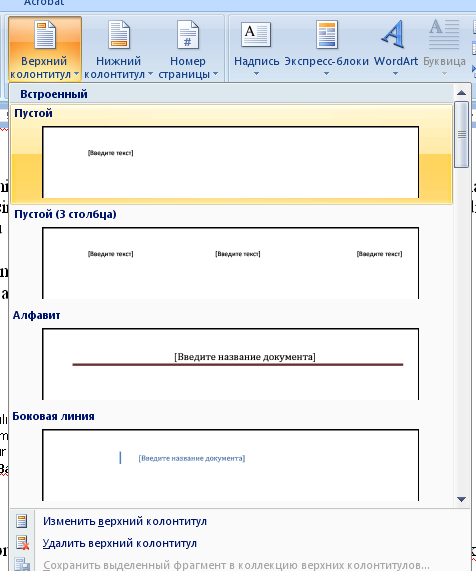 Acrobat
Верхний колонтитул
Нижний колонтитул
Номер страницы
Надпись
Экспресс-блоки
WordArt
Буквица
Встроенный
Пустой
[Введите текст]
Пустой (3 столбца)
[Введите текст] [Введите текст] [Введите текст]
Алфавит
[Введите название документа]
Боковая линия
[Введите название документа]
Изменить верхний колонтитул
Удалить верхний колонтитул
Сохранить выделенный фрагмент в коллекцию верхних колонтитулов...